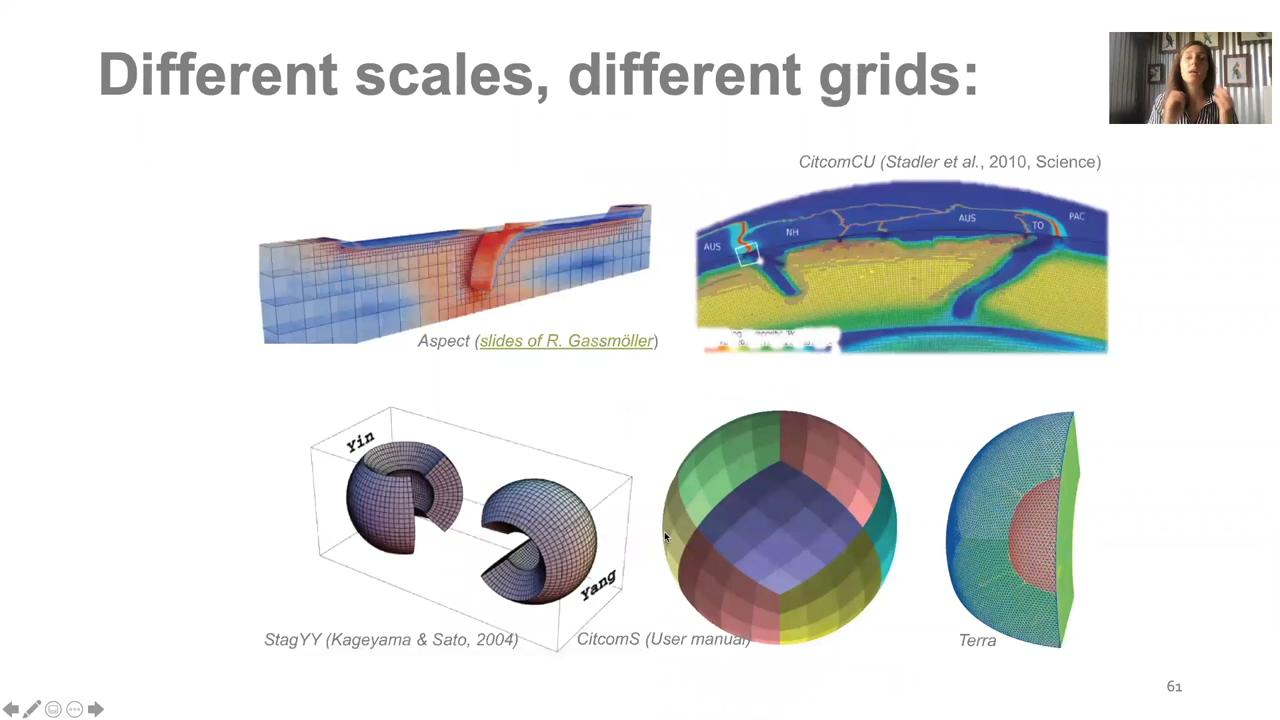 Different scales, different grids:
CitcomCU (Stadler et al., 2010, Science)
AUS
NH
AUS
TO
PAC
Aspect (slides of R. Gassmöller)
Yin
Yang
StagYY (Kageyama & Sato, 2004)
CitcomS (User manual)
Terra
61